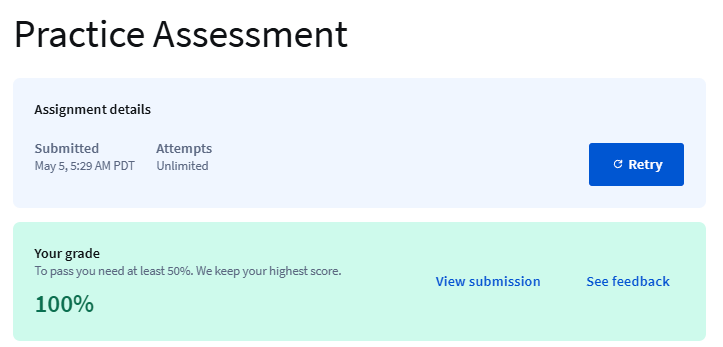 Practice Assessment
Assignment details
Submitted
May 5, 5:29 AM PDT
Attempts
Unlimited
Retry
Your grade
To pass you need at least 50%. We keep your highest score.
100%
View submission
See feedback